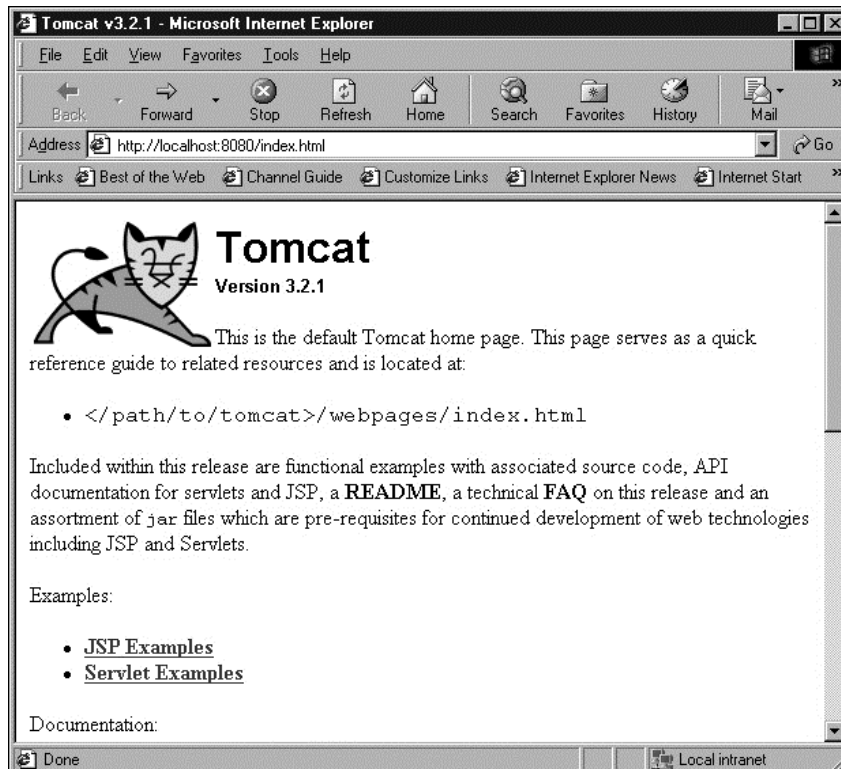 Tomcat v3.2.1 - Microsoft Internet Explorer
File Edit View Favorites Tools Help
Back Forward Stop Refresh Home Search Favorites History Mail »
Address http://localhost:8080/index.html Go
Links Best of the Web Channel Guide Customize Links Internet Explorer News Internet Start »
Tomcat
Version 3.2.1
This is the default Tomcat home page. This page serves as a quick
reference guide to related resources and is located at:
• </path/to/tomcat>/webpages/index.html
Included within this release are functional examples with associated source code, API
documentation for servlets and JSP, a README, a technical FAQ on this release and an
assortment of jar files which are pre-requisites for continued development of web technologies
including JSP and Servlets.
Examples:
• JSP Examples
• Servlet Examples
Documentation:
Done Local intranet